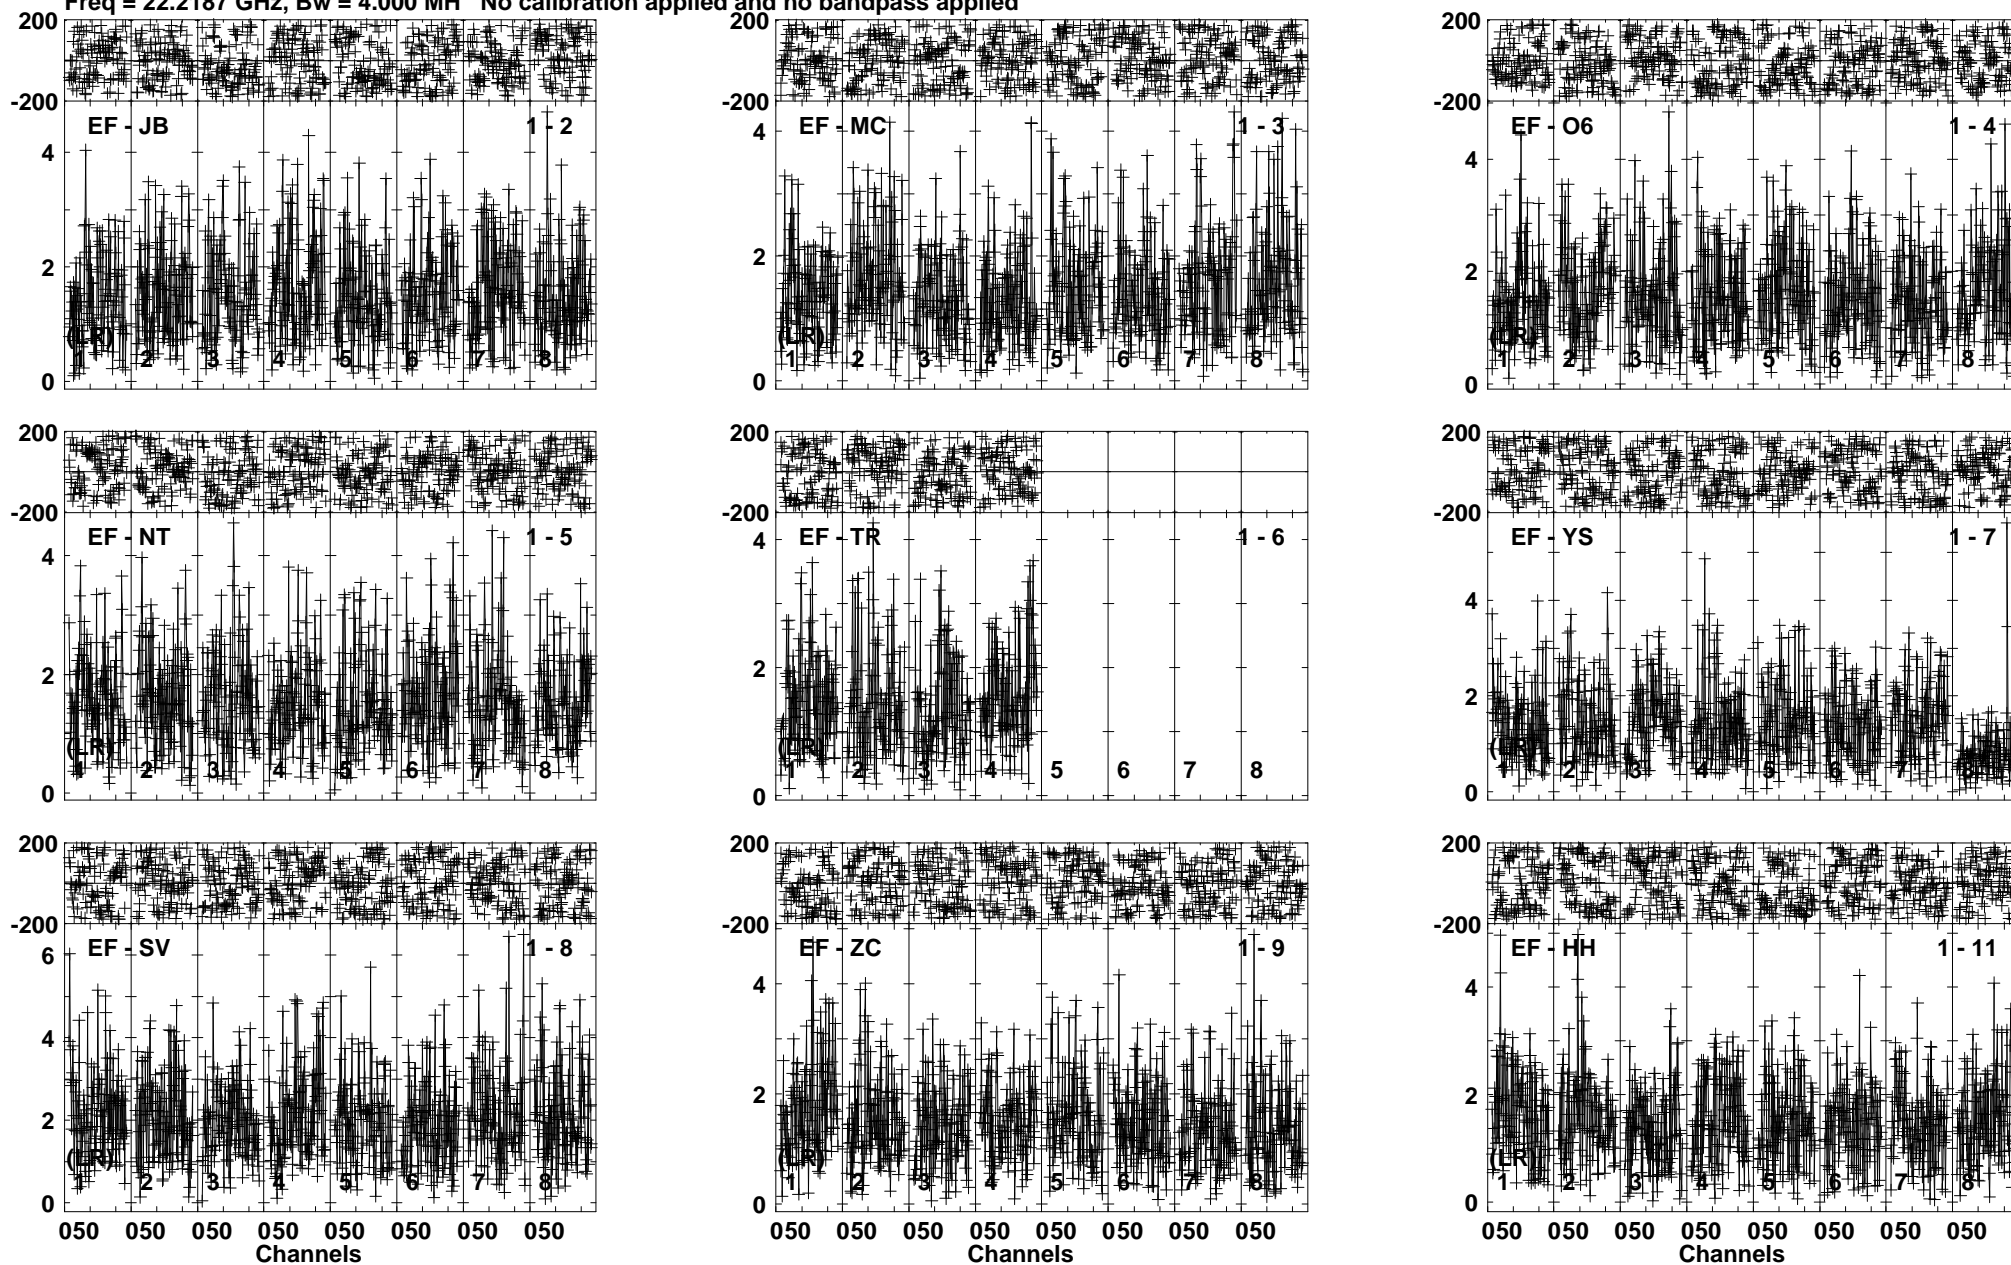 Freq = 22.2187 GHz, Bw = 4.000 MH No calibration applied and no bandpass applied
200
-200
EF - JB 1 - 2
4
2
0
(LR)
1 2 3 4 5 6 7 8
200
-200
EF - MC 1 - 3
4
2
0
(LR)
1 2 3 4 5 6 7 8
200
-200
EF - O6 1 - 4
4
2
0
(LR)
1 2 3 4 5 6 7 8
200
-200
EF - NT 1 - 5
4
2
0
(LR)
1 2 3 4 5 6 7 8
200
-200
EF - TR 1 - 6
4
2
0
(LR)
1 2 3 4 5 6 7 8
200
-200
EF - YS 1 - 7
4
2
0
(LR)
1 2 3 4 5 6 7 8
200
-200
EF - SV 1 - 8
6
4
2
0
(LR)
1 2 3 4 5 6 7 8
050 050 050 050 050 050 050 050
Channels
200
-200
EF - ZC 1 - 9
4
2
0
(LR)
1 2 3 4 5 6 7 8
050 050 050 050 050 050 050 050
Channels
200
-200
EF - HH 1 - 11
4
2
0
(LR)
1 2 3 4 5 6 7 8
050 050 050 050 050 050 050 050
Channels